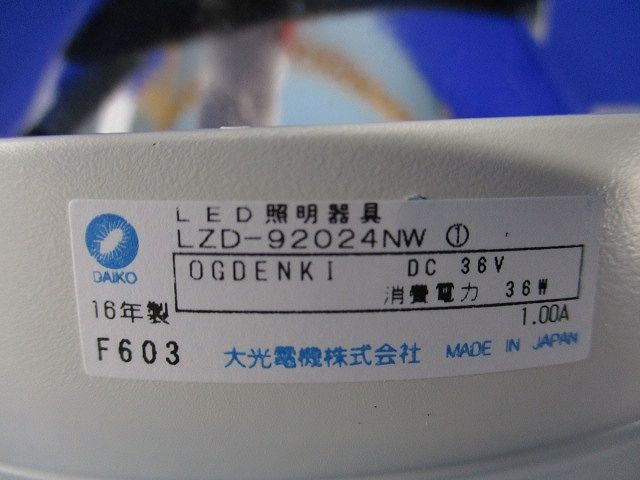 LED照明器具
LZD-92024NW ①
DAIKO
OGDENKI DC 36V
消費電力 36W
16年製
1.00A
F603 大光電機株式会社 MADE IN JAPAN